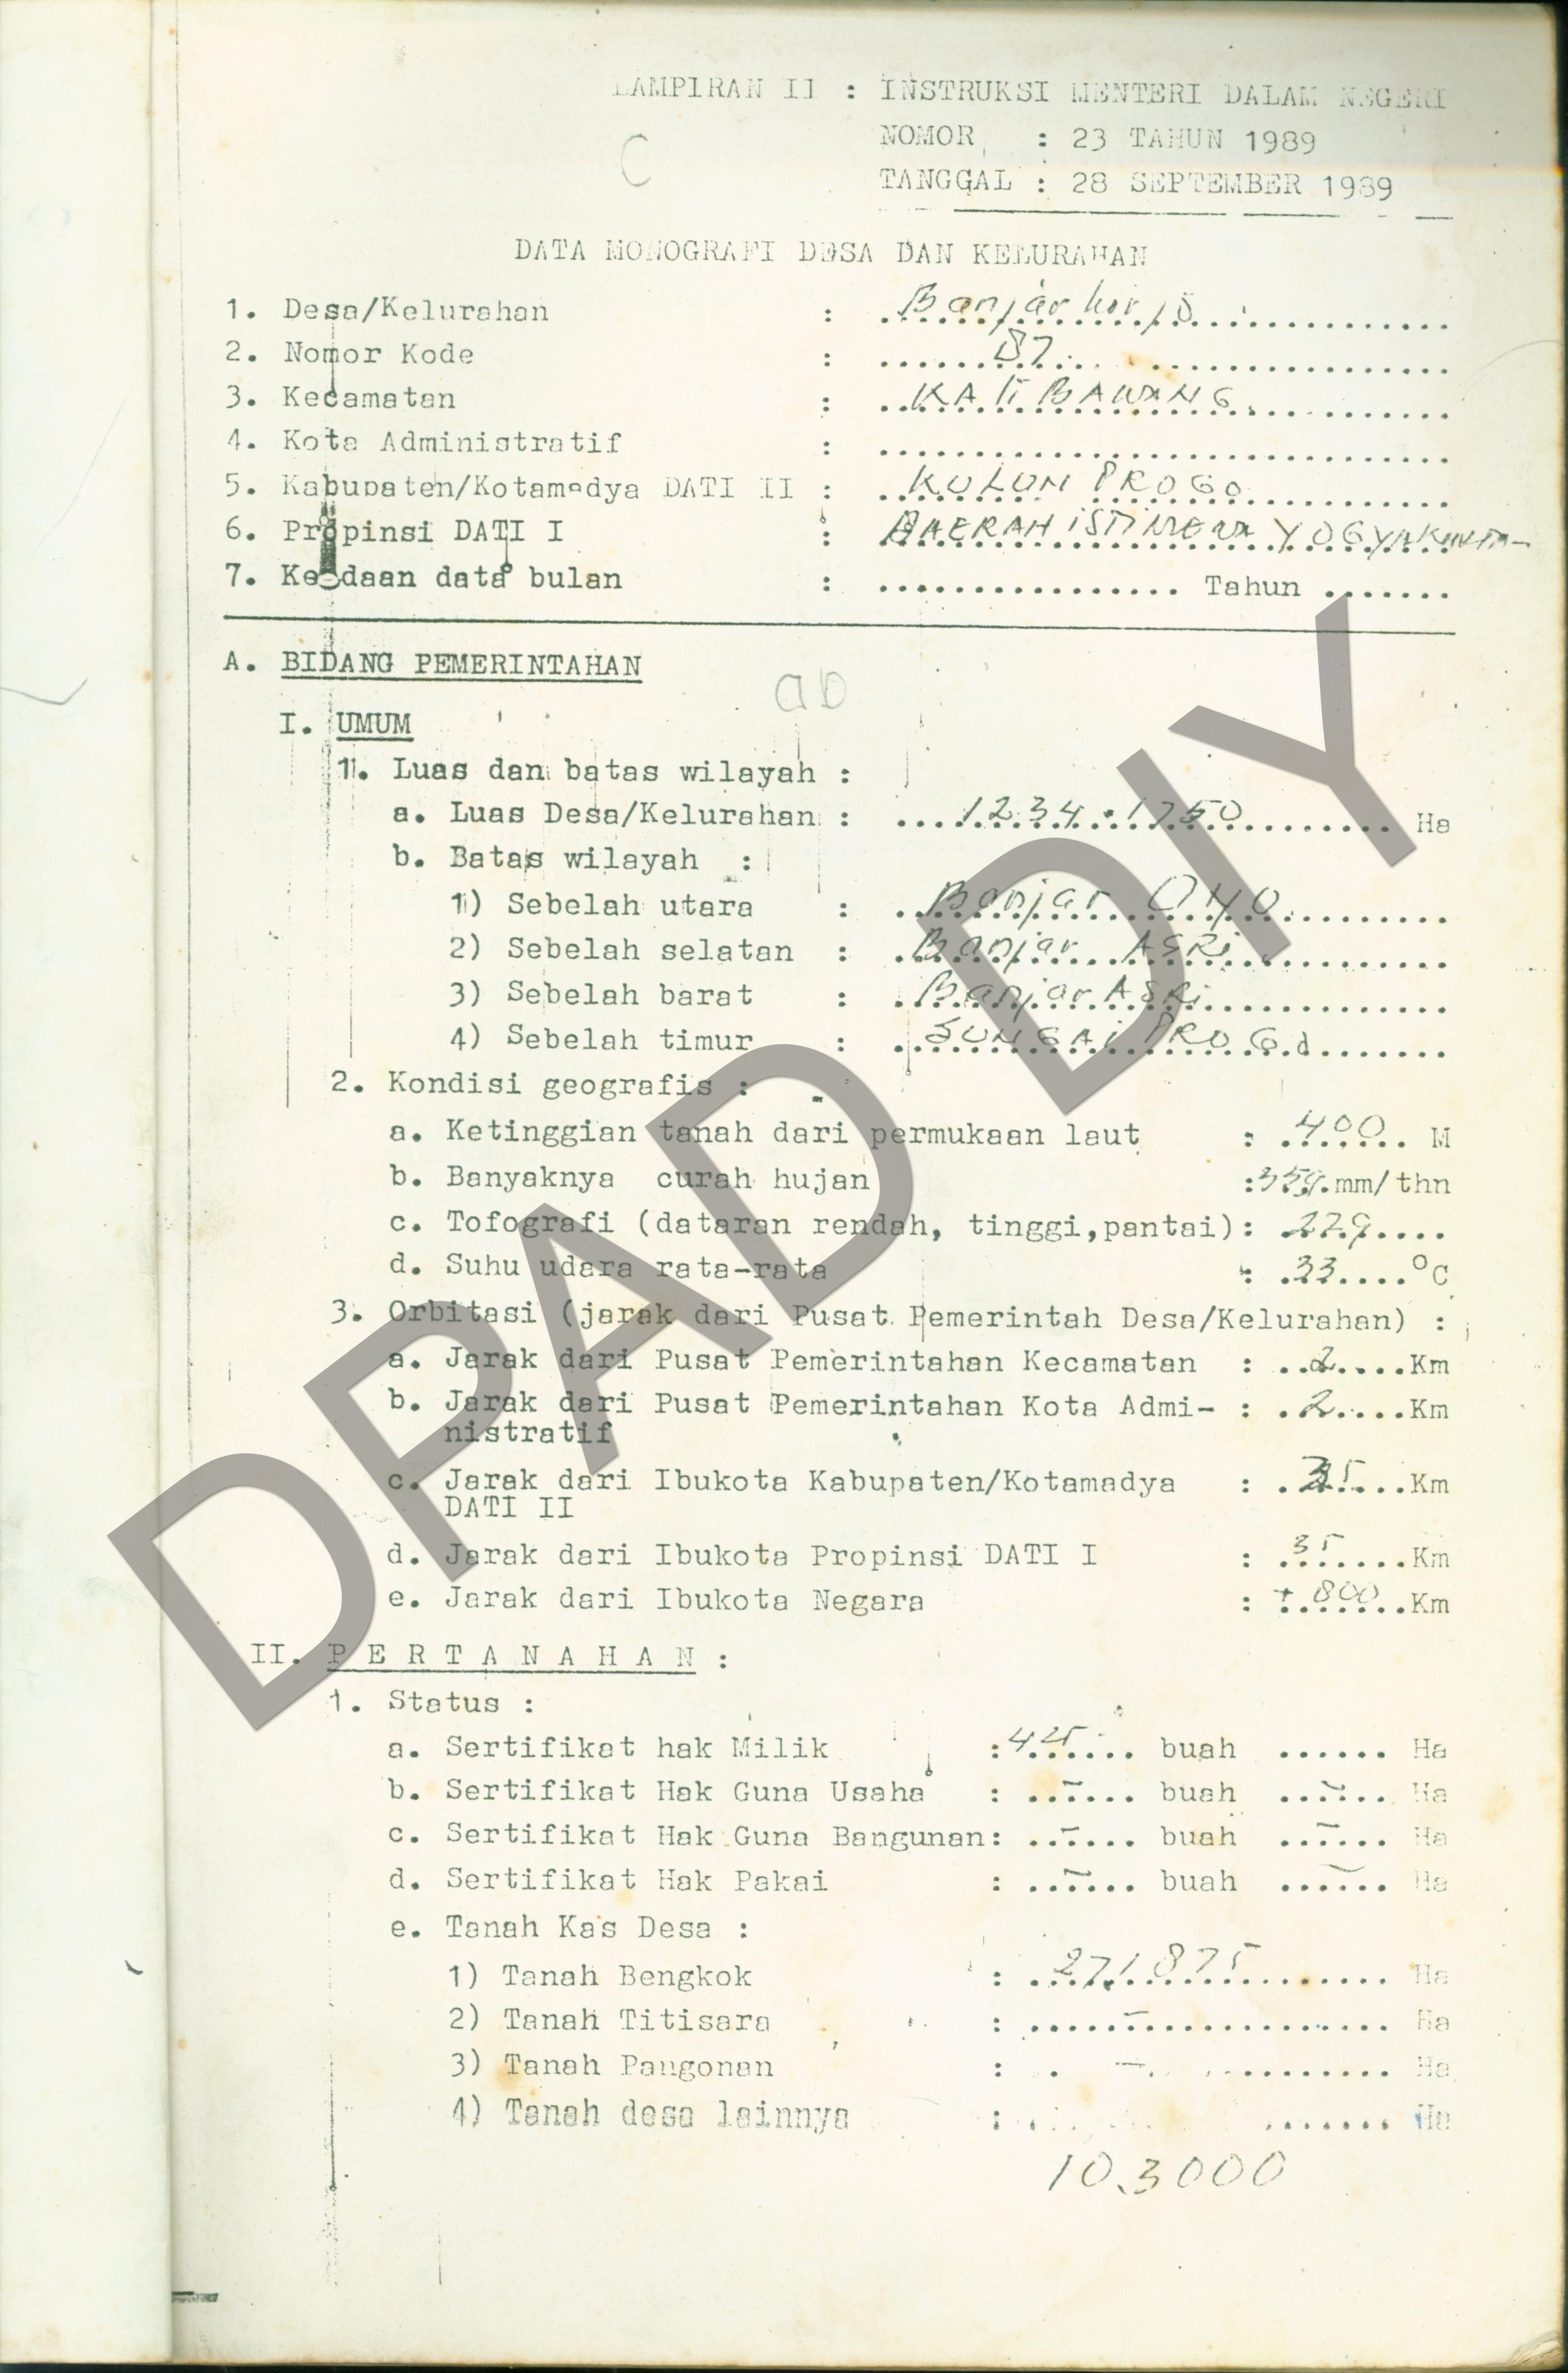 LAMPIRAN II : INSTRUKSI MENTERI DALAM NEGERI
C
NOMOR : 23 TAHUN 1989
TANGGAL : 28 SEPTEMBER 1989
DATA MONOGRAFI DESA DAN KELURAHAN
1. Desa/Kelurahan : Banjarharjo
2. Nomor Kode : 87
3. Kecamatan : KALIBAWANG
4. Kota Administratif : ..............................
5. Kabupaten/Kotamadya DATI II : KULON PROGO
6. Propinsi DATI I : DAERAH ISTIMEWA YOGYAKARTA
7. Keadaan data bulan : ................ Tahun .......
A. BIDANG PEMERINTAHAN
I. UMUM
1. Luas dan batas wilayah :
a. Luas Desa/Kelurahan : 1234.1750 Ha
b. Batas wilayah :
1) Sebelah utara : Banjar OYO
2) Sebelah selatan : Banjar ASRi
3) Sebelah barat : Banjar ASRi
4) Sebelah timur : SUNGAi PROGO
2. Kondisi geografis :
a. Ketinggian tanah dari permukaan laut : 400 M
b. Banyaknya curah hujan : mm/thn
c. Tofografi (dataran rendah, tinggi,pantai): 229
d. Suhu udara rata-rata : 33 °C
3. Orbitasi (jarak dari Pusat Pemerintah Desa/Kelurahan) :
a. Jarak dari Pusat Pemerintahan Kecamatan : 2 Km
b. Jarak dari Pusat Pemerintahan Kota Admi- : 2 Km
nistratif
c. Jarak dari Ibukota Kabupaten/Kotamadya : Km
DATI II
d. Jarak dari Ibukota Propinsi DATI I : 35 Km
e. Jarak dari Ibukota Negara : + 800 Km
II. P E R T A N A H A N :
1. Status :
a. Sertifikat hak Milik : 45 buah ...... Ha
b. Sertifikat Hak Guna Usaha : - buah - Ha
c. Sertifikat Hak Guna Bangunan: - buah - Ha
d. Sertifikat Hak Pakai : - buah - Ha
e. Tanah Kas Desa :
1) Tanah Bengkok : 271.875 Ha
2) Tanah Titisara : - Ha
3) Tanah Pangonan : - Ha
4) Tanah desa lainnya : ....... Ha
10.3000
DPAD DIY